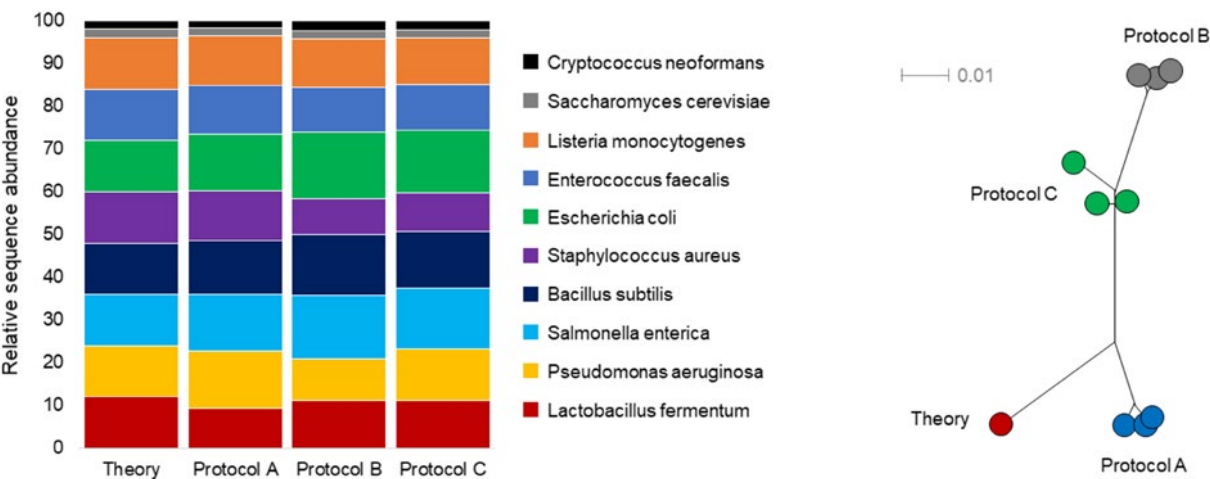 Relative sequence abundance
100
90
80
70
60
50
40
30
20
10
0
Theory
Protocol A
Protocol B
Protocol C
Cryptococcus neoformans
Saccharomyces cerevisiae
Listeria monocytogenes
Enterococcus faecalis
Escherichia coli
Staphylococcus aureus
Bacillus subtilis
Salmonella enterica
Pseudomonas aeruginosa
Lactobacillus fermentum
0.01
Protocol B
Protocol C
Theory
Protocol A